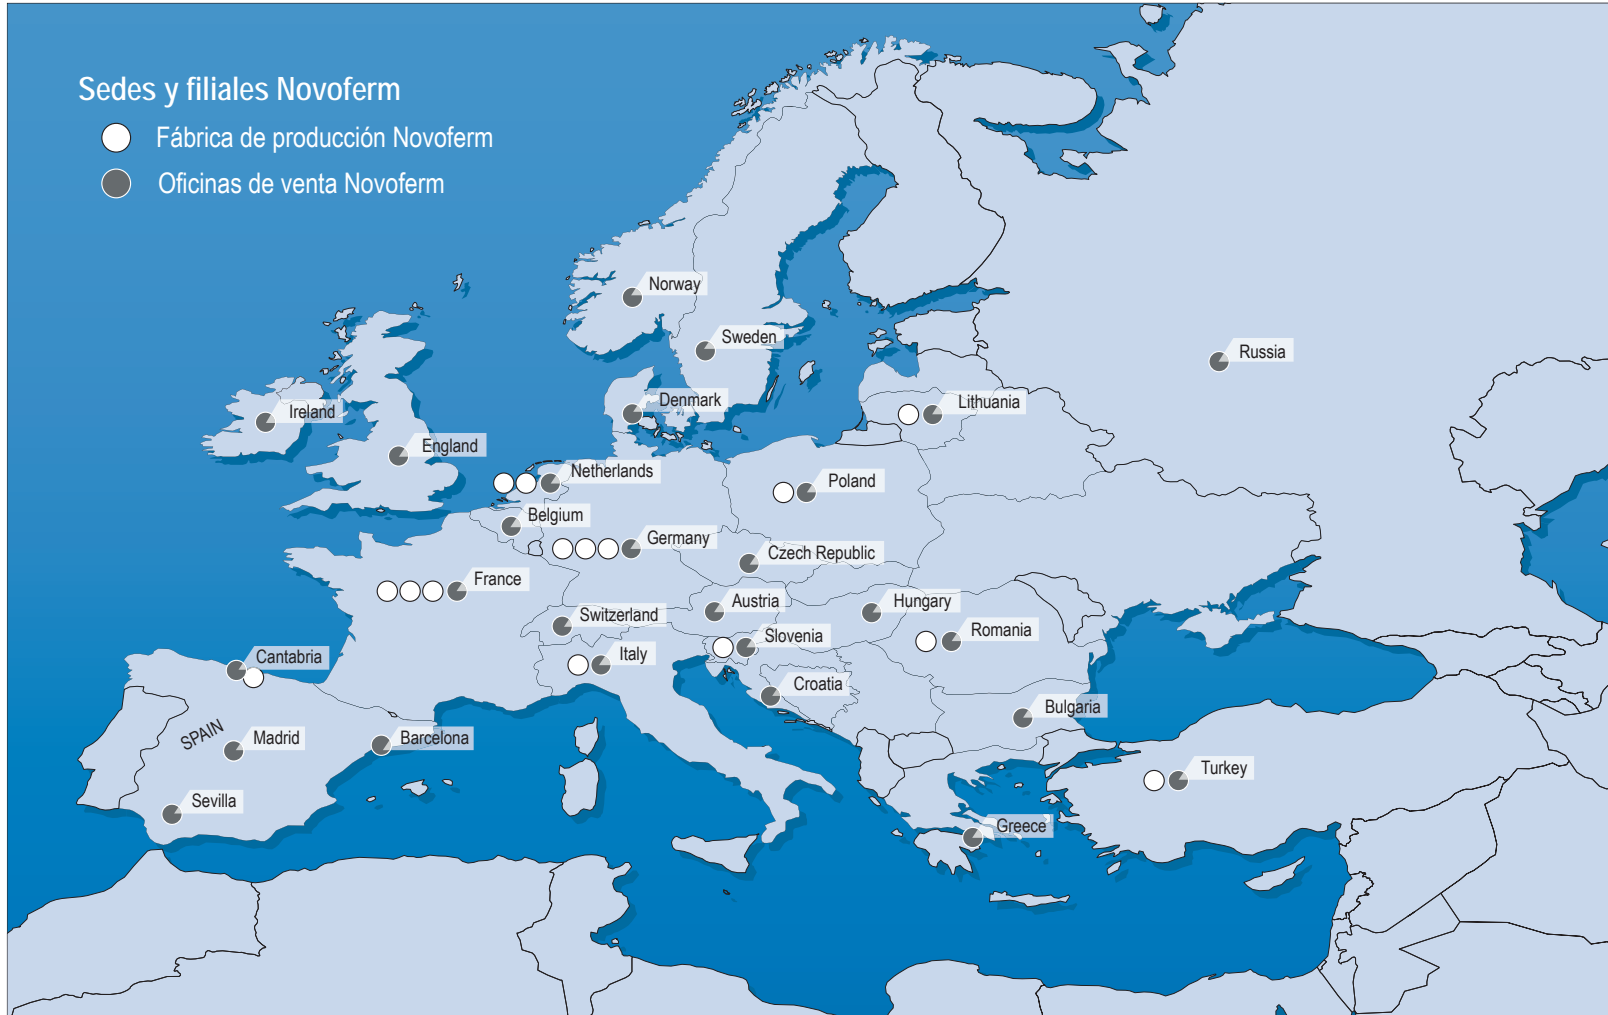 Sedes y filiales Novoferm
Fábrica de producción Novoferm
Oficinas de venta Novoferm
Norway
Sweden
Russia
Denmark
Lithuania
Ireland
England
Netherlands
Poland
Belgium
Germany
Czech Republic
France
Austria
Hungary
Switzerland
Slovenia
Romania
Italy
Cantabria
Croatia
Bulgaria
SPAIN
Madrid
Barcelona
Turkey
Sevilla
Greece